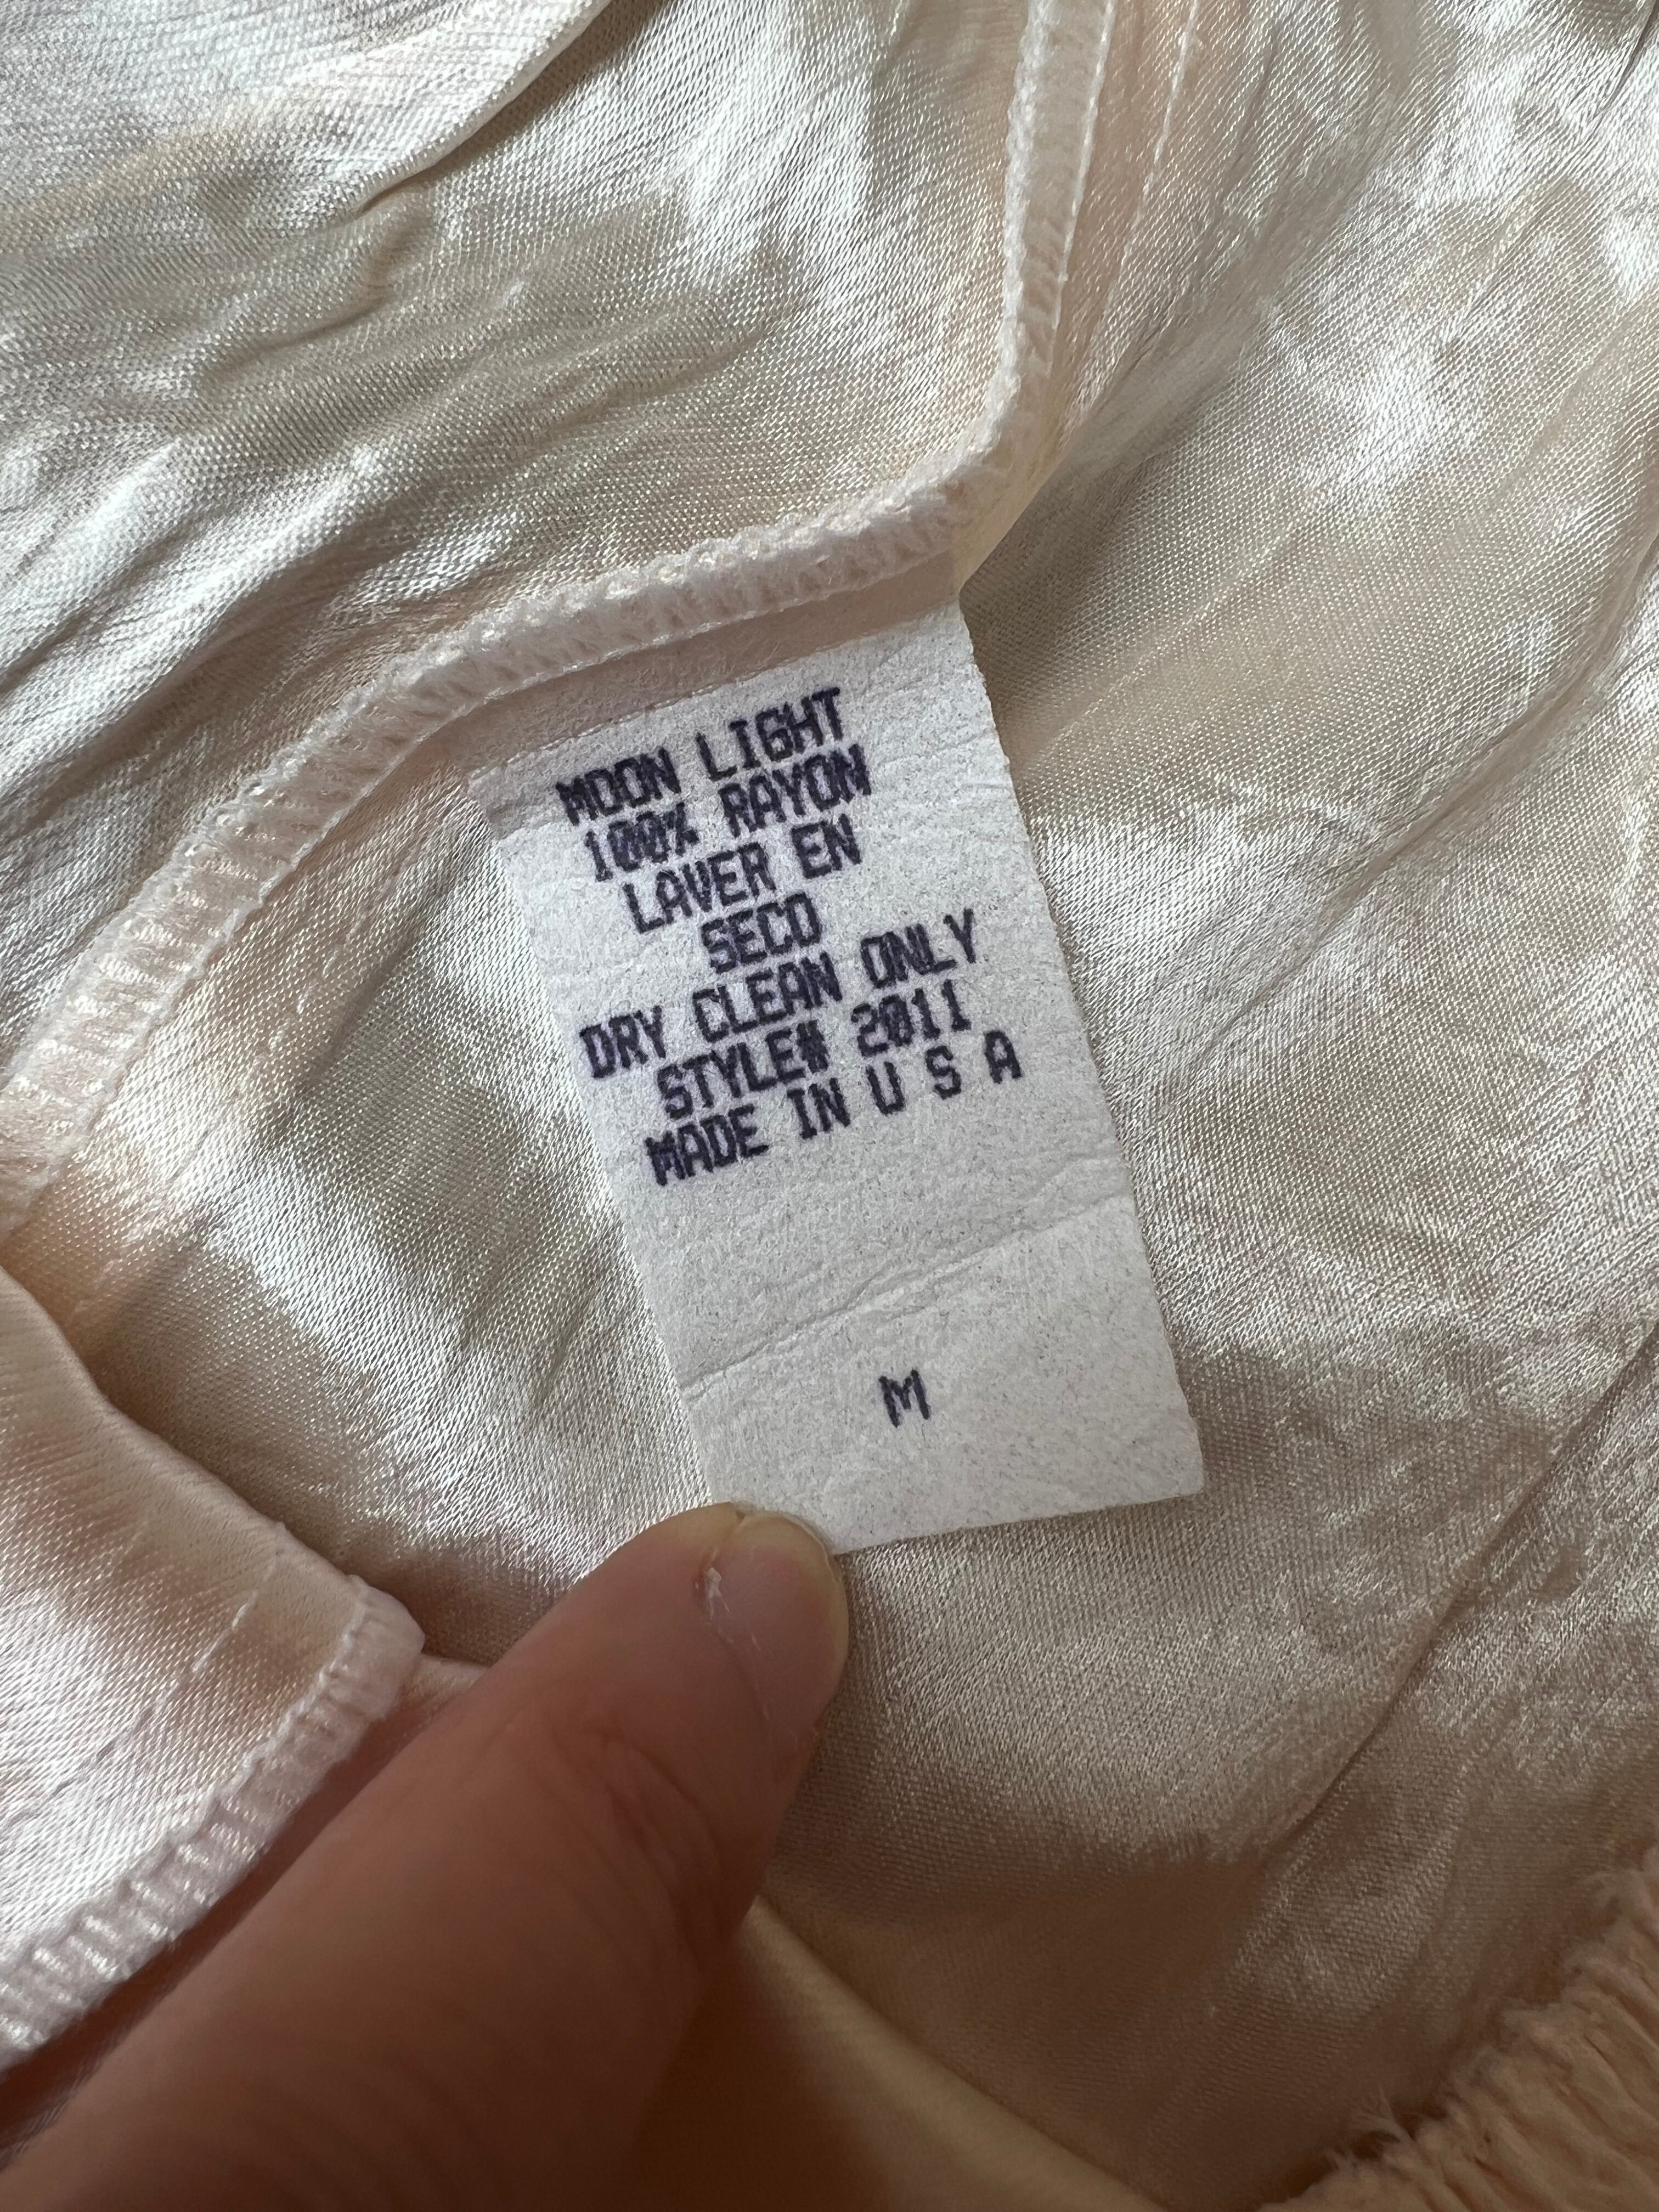 MOON LIGHT
100% RAYON
LAVER EN
SECO
DRY CLEAN ONLY
STYLE# 2011
MADE IN U S A
M